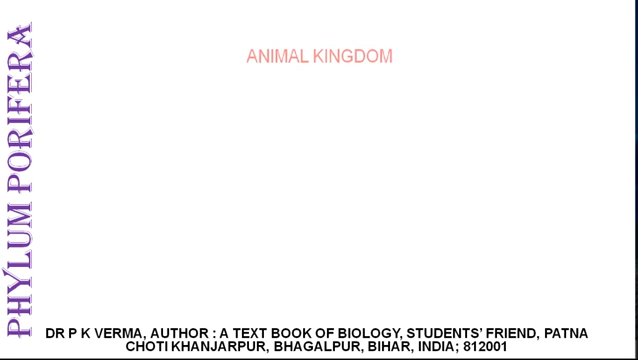 PHYLUM PORIFERA
ANIMAL KINGDOM
DR P K VERMA, AUTHOR : A TEXT BOOK OF BIOLOGY, STUDENTS' FRIEND, PATNA
CHOTI KHANJARPUR, BHAGALPUR, BIHAR, INDIA; 812001